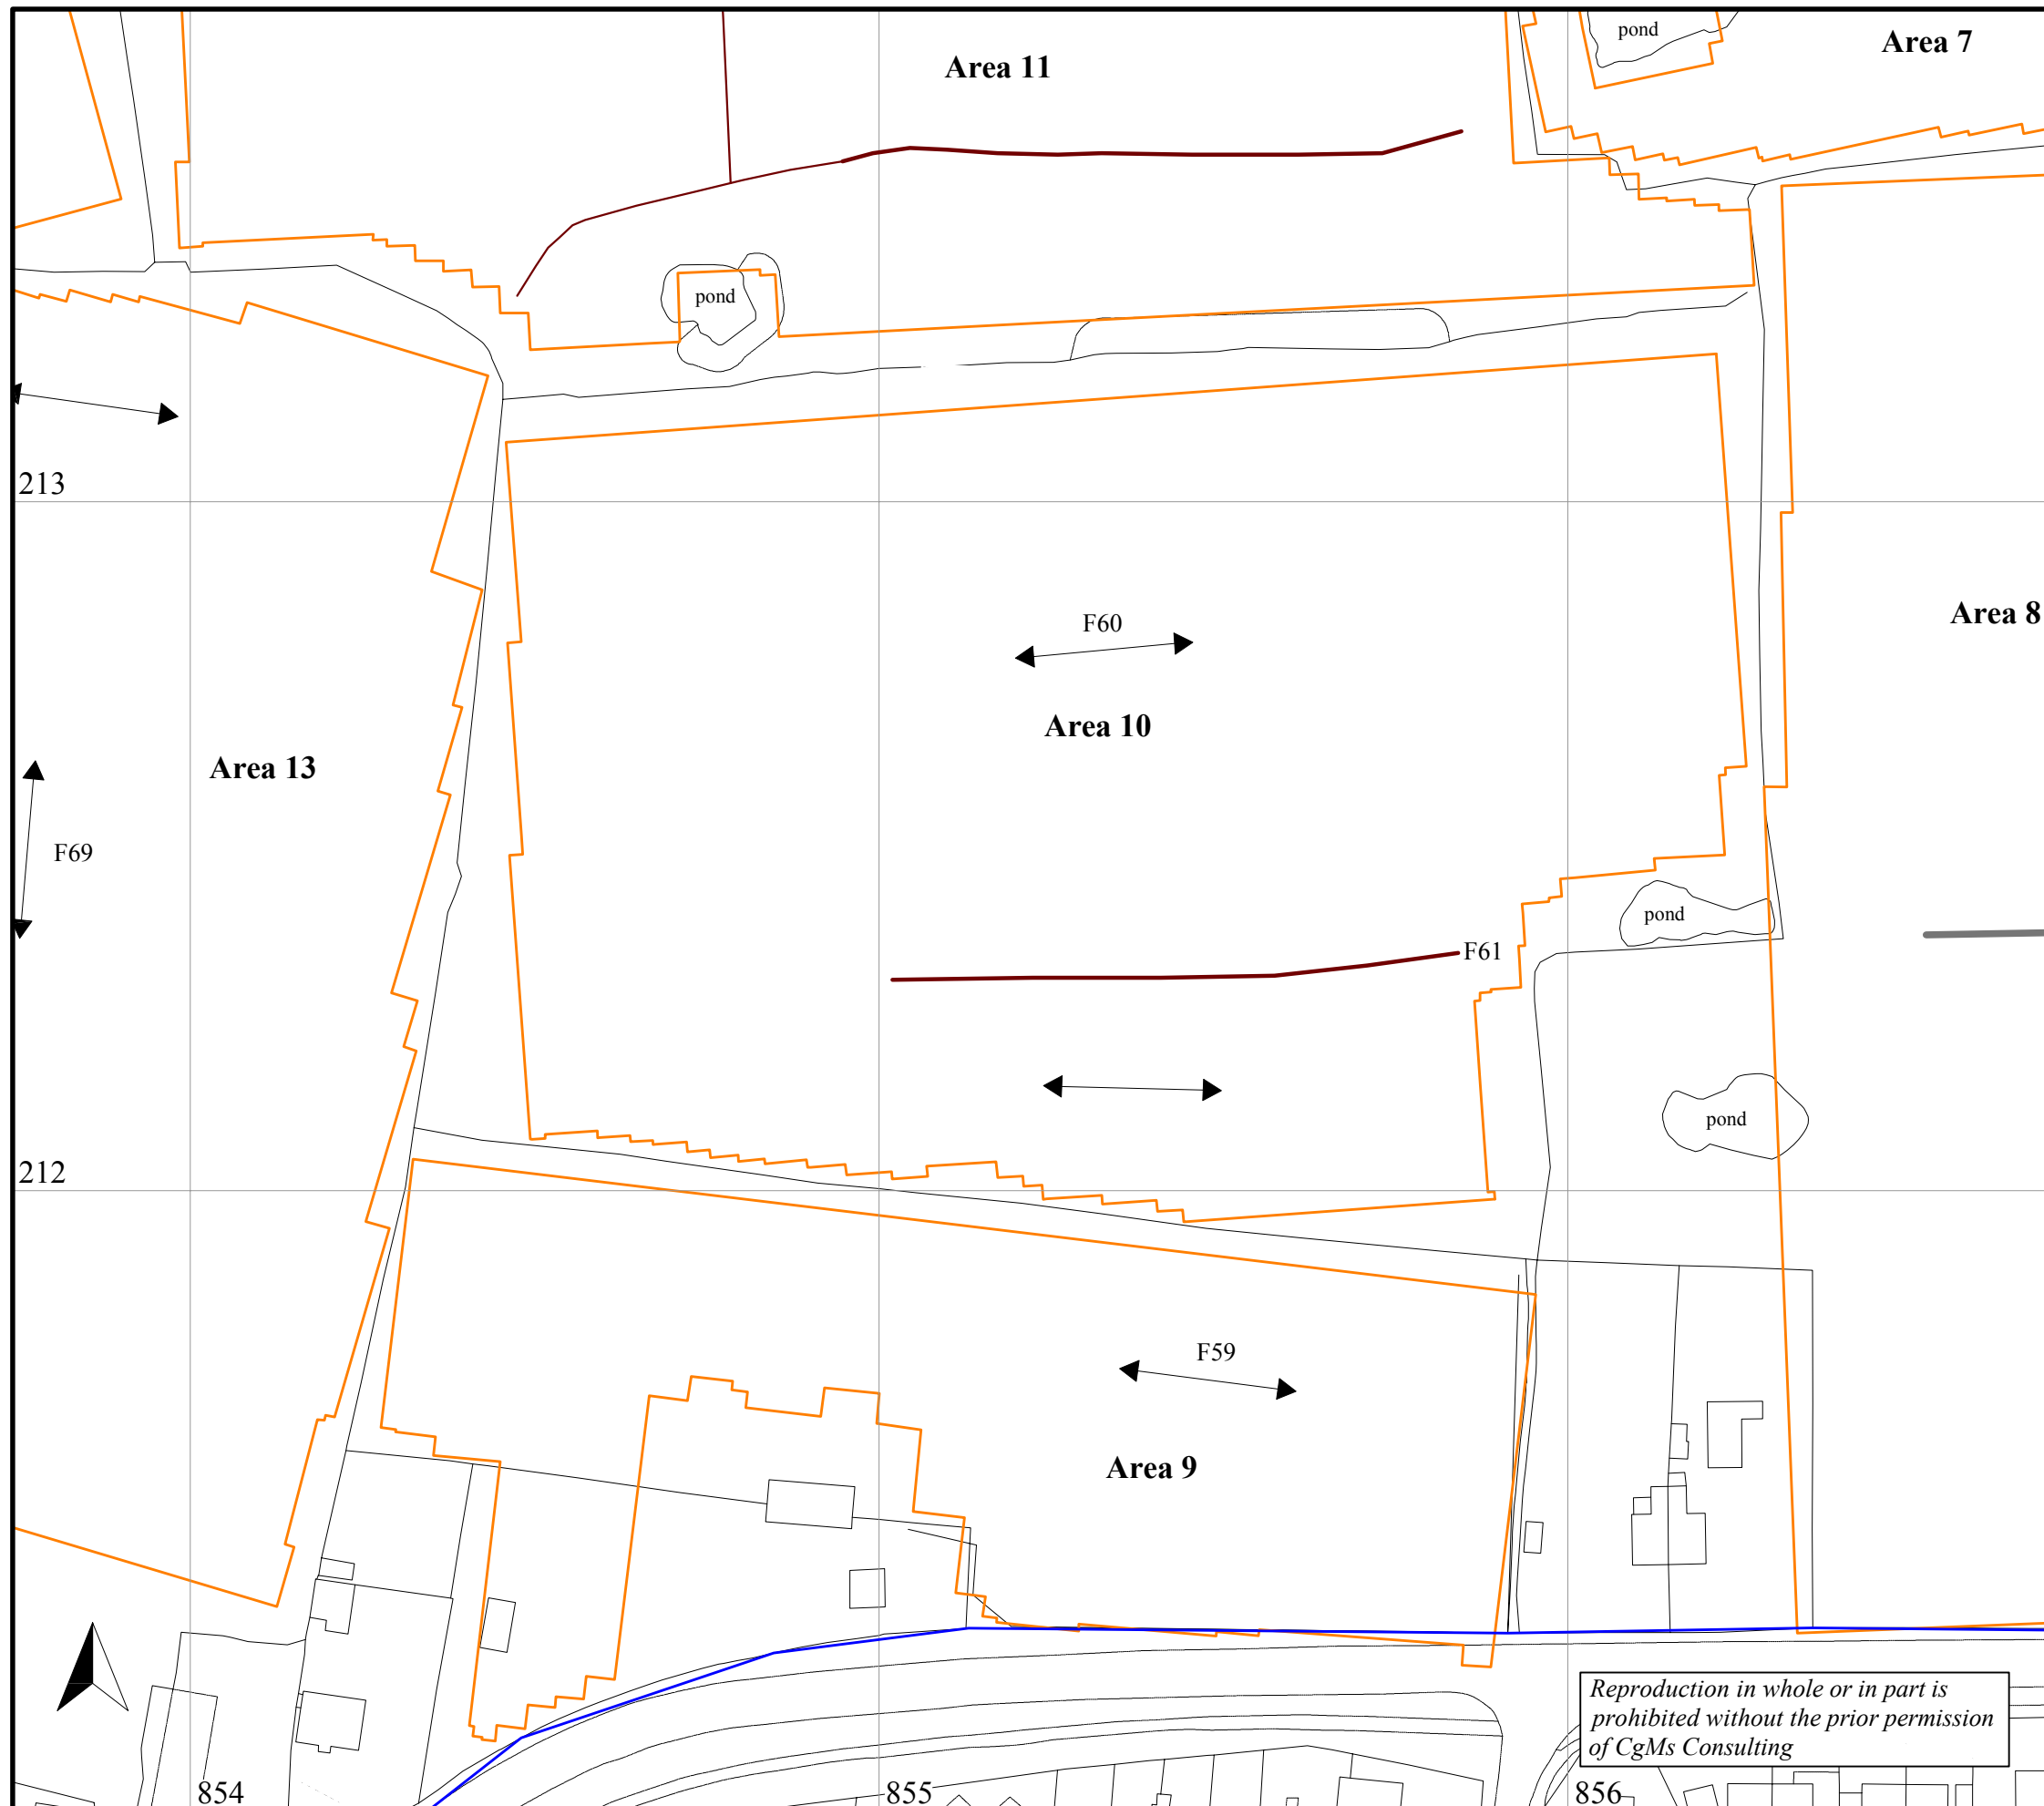 pond
Area 7
Area 11
pond
213
Area 8
F60
Area 10
Area 13
F69
pond
F61
pond
212
F59
Area 9
Reproduction in whole or in part is
prohibited without the prior permission
of CgMs Consulting
854
855
856